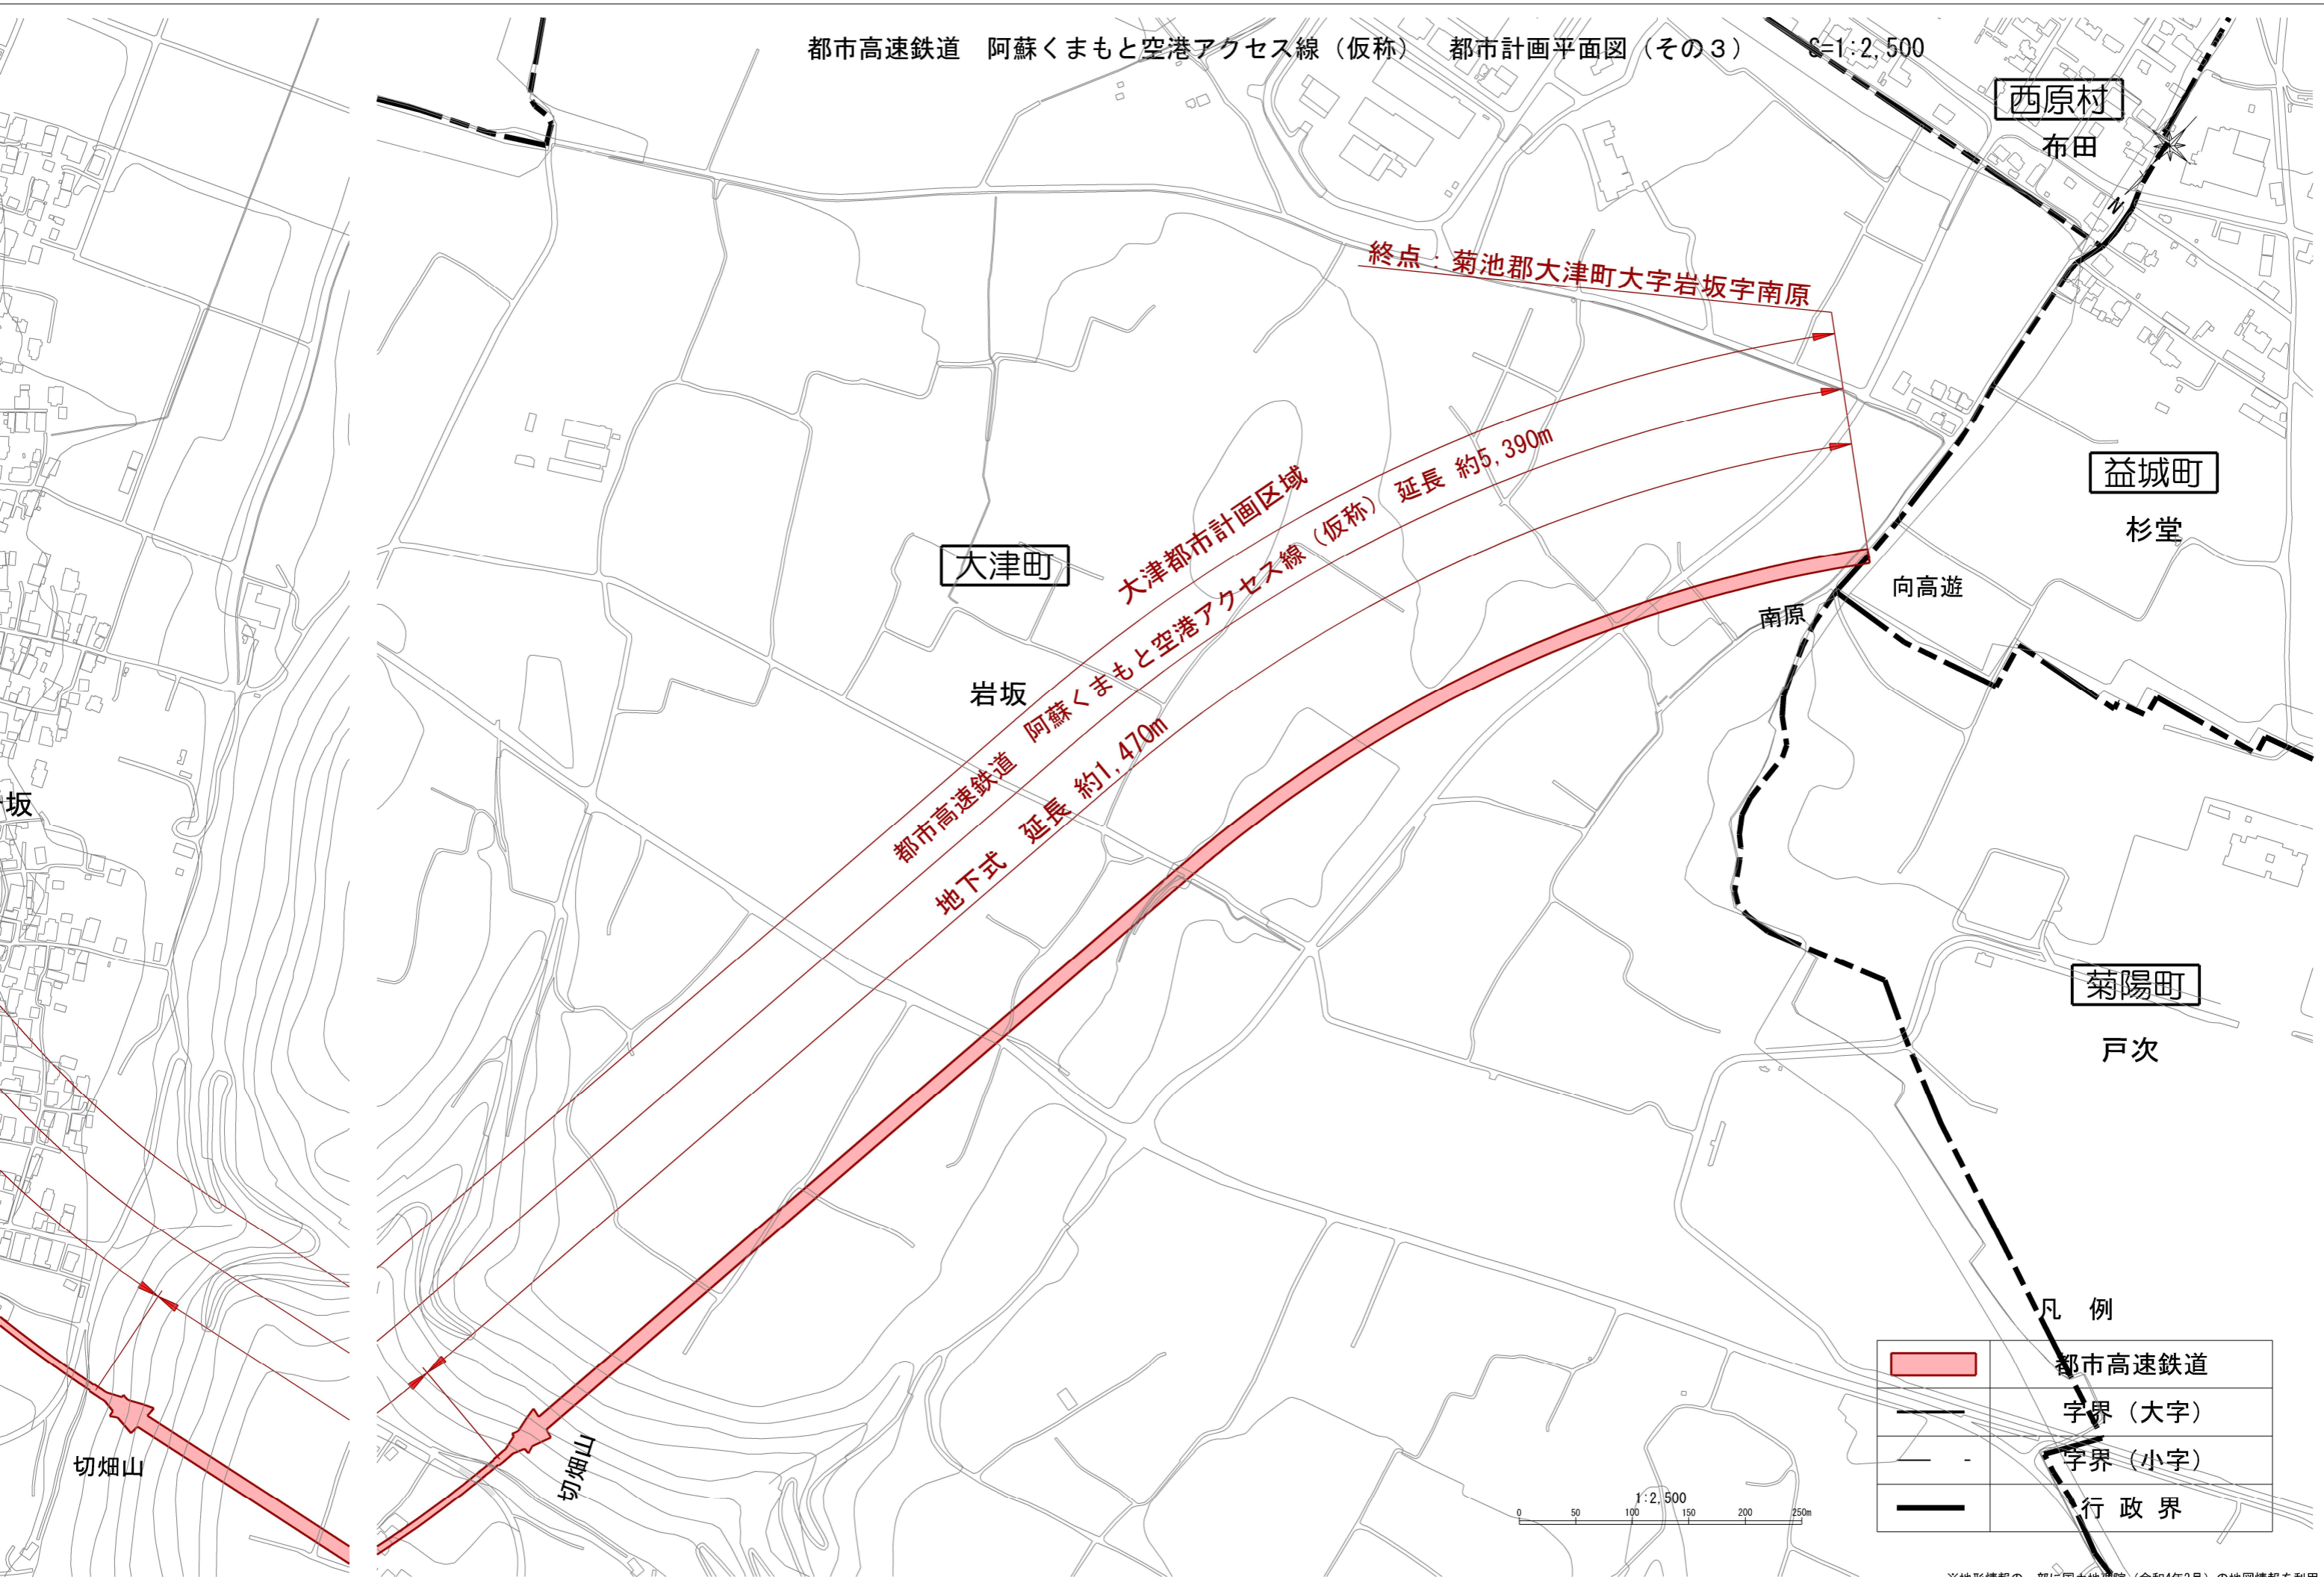 都市高速鉄道　阿蘇くまもと空港アクセス線（仮称）　都市計画平面図（その３）　S=1:2,500
西原村
布田
N
終点：菊池郡大津町大字岩坂字南原
大津都市計画区域
都市高速鉄道　阿蘇くまもと空港アクセス線（仮称）　延長 約5,390m
地下式　延長 約1,470m
益城町
杉堂
大津町
岩坂
向高遊
南原
坂
菊陽町
戸次
切畑山
切畑山
凡　例
都市高速鉄道
字界（大字）
字界（小字）
行 政 界
1:2,500
0 50 100 150 200 250m